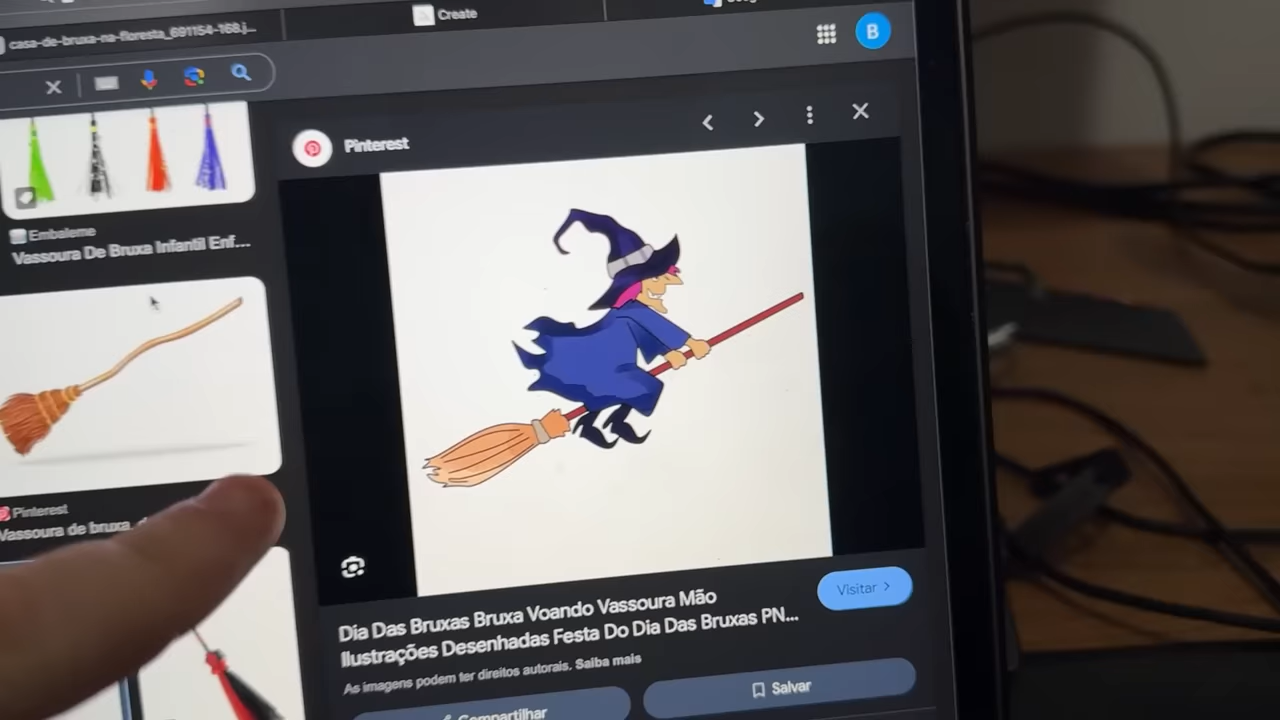 casa-de-bruxa-na-floresta_691154-168.j...
Create
B
Pinterest
Embaleme
Vassoura De Bruxa Infantil Enf...
Pinterest
Vassoura de bruxa,
Dia Das Bruxas Bruxa Voando Vassoura Mão
Ilustrações Desenhadas Festa Do Dia Das Bruxas PN...
Visitar >
As imagens podem ter direitos autorais. Saiba mais
Compartilhar
Salvar